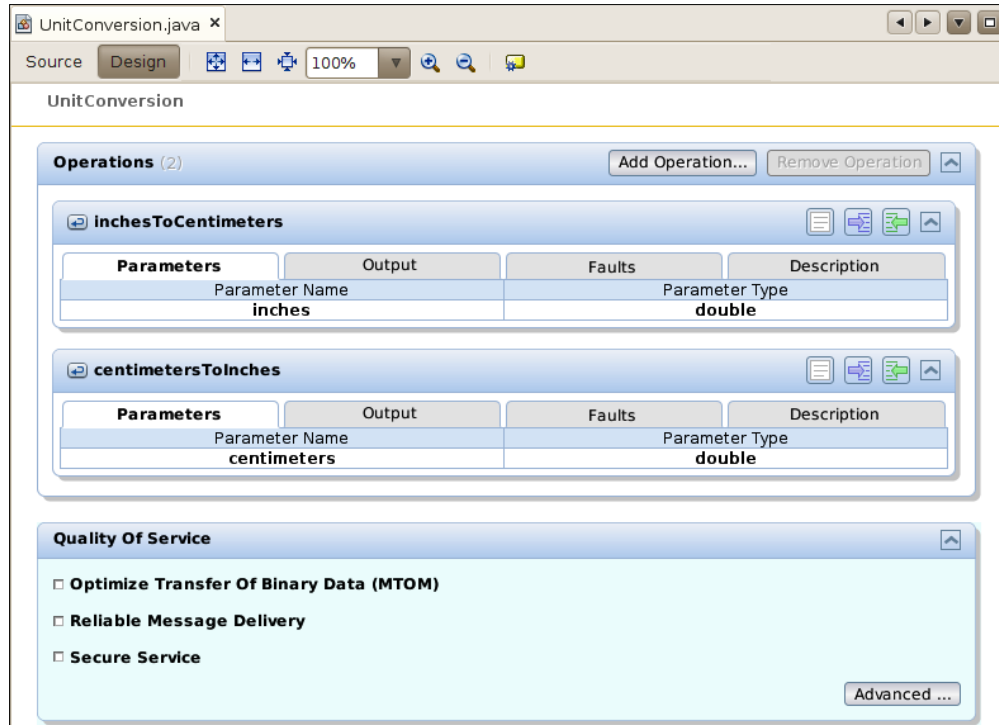 UnitConversion.java
Source Design 100%
UnitConversion
Operations (2) Add Operation... Remove Operation
inchesToCentimeters
Parameters Output Faults Description
Parameter Name Parameter Type
inches double
centimetersToInches
Parameters Output Faults Description
Parameter Name Parameter Type
centimeters double
Quality Of Service
Optimize Transfer Of Binary Data (MTOM)
Reliable Message Delivery
Secure Service
Advanced ...